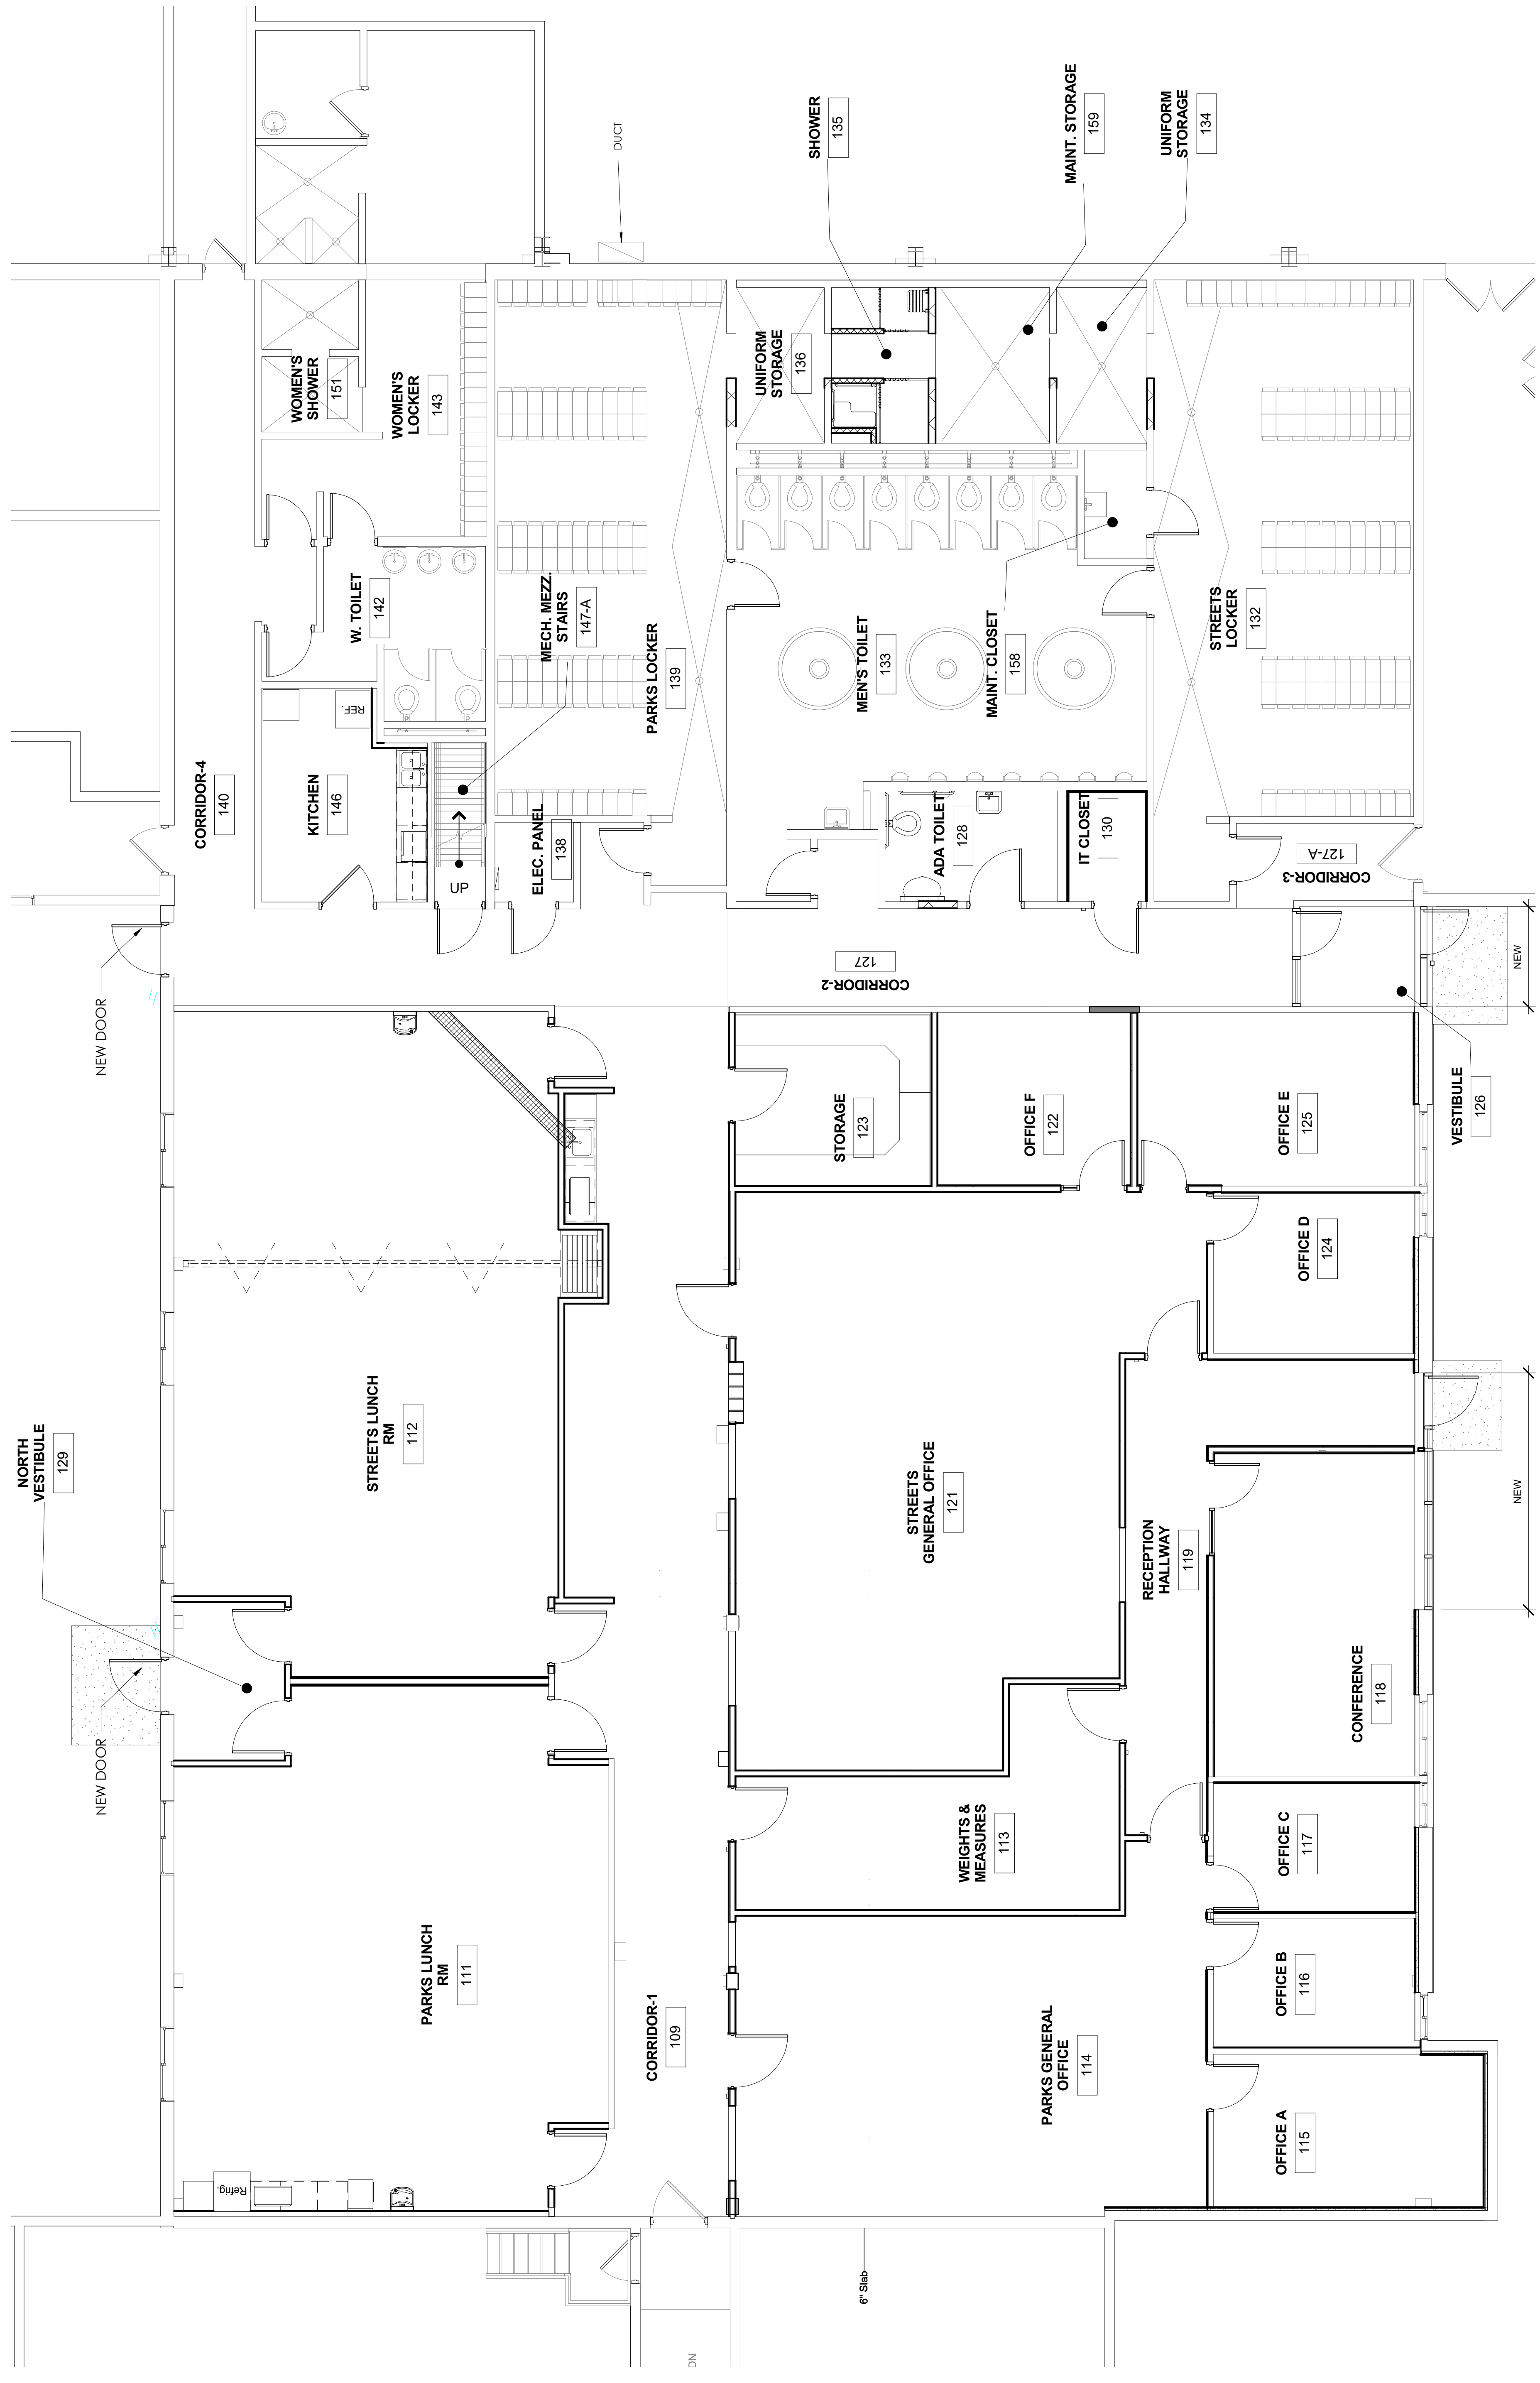 NORTH
VESTIBULE
129
NEW DOOR
NEW DOOR
CORRIDOR-4
140
PARKS LUNCH
RM
111
Refrig.
STREETS LUNCH
RM
112
KITCHEN
146
REF.
W. TOILET
142
WOMEN'S
SHOWER
151
WOMEN'S
LOCKER
143
MECH. MEZZ.
STAIRS
147-A
UP
ELEC. PANEL
138
PARKS LOCKER
139
DUCT
CORRIDOR-1
109
DN
6" Slab
CORRIDOR-2
127
STORAGE
123
OFFICE F
122
STREETS
GENERAL OFFICE
121
WEIGHTS &
MEASURES
113
PARKS GENERAL
OFFICE
114
ADA TOILET
128
IT CLOSET
130
MEN'S TOILET
133
MAINT. CLOSET
158
UNIFORM
STORAGE
136
SHOWER
135
MAINT. STORAGE
159
UNIFORM
STORAGE
134
STREETS
LOCKER
132
CORRIDOR-3
127-A
RECEPTION
HALLWAY
119
OFFICE A
115
OFFICE B
116
OFFICE C
117
CONFERENCE
118
OFFICE D
124
OFFICE E
125
VESTIBULE
126
NEW
NEW